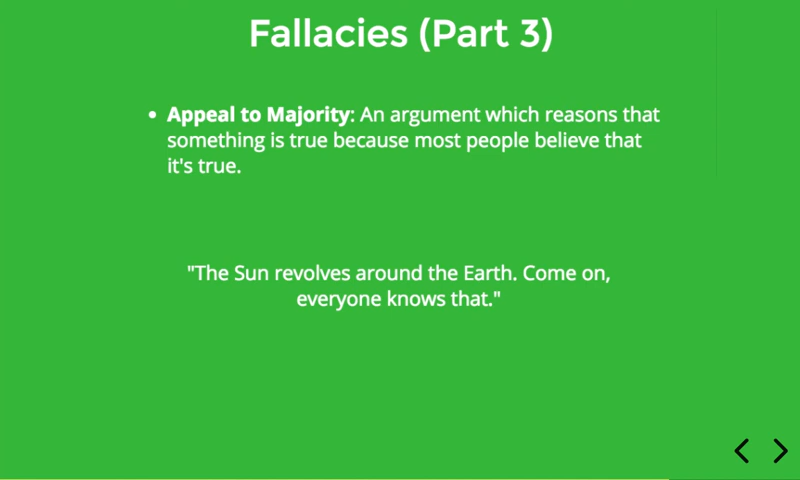 Fallacies (Part 3)
• Appeal to Majority: An argument which reasons that
something is true because most people believe that
it's true.
"The Sun revolves around the Earth. Come on,
everyone knows that."